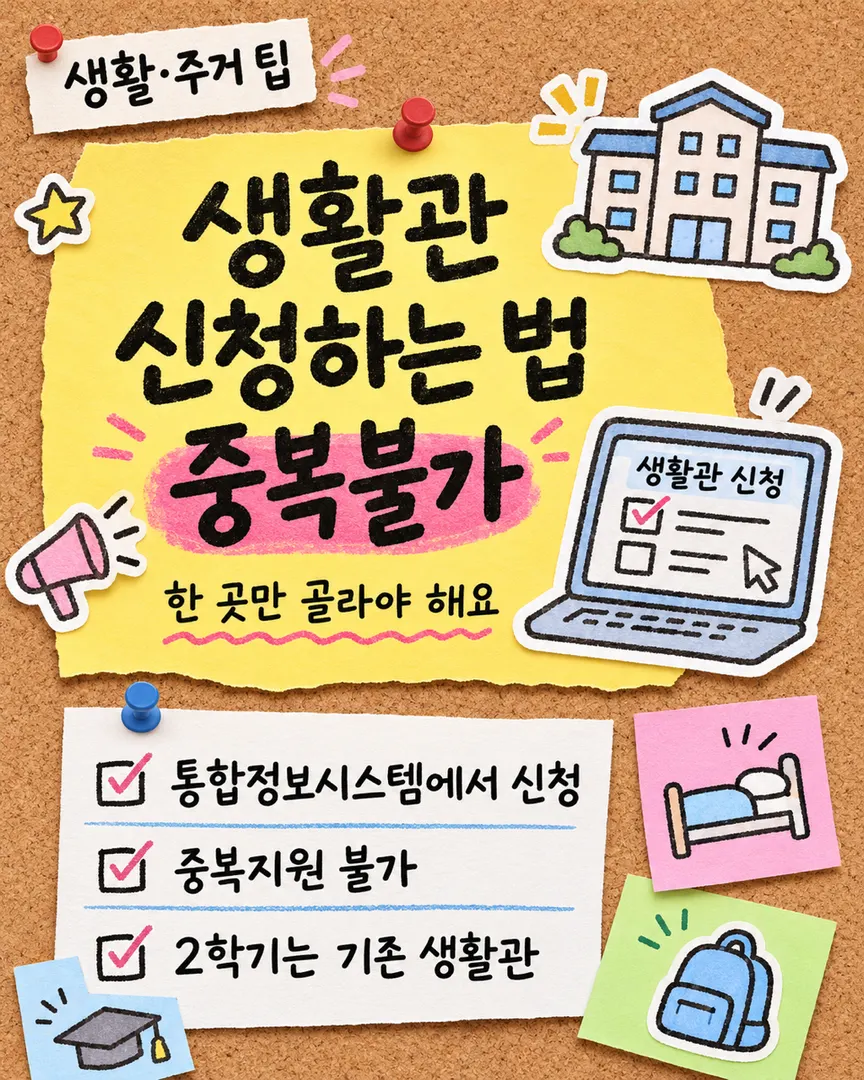 생활·주거 팁
생활관
신청하는 법
중복불가
한 곳만 골라야 해요
생활관 신청
통합정보시스템에서 신청
중복지원 불가
2학기는 기존 생활관